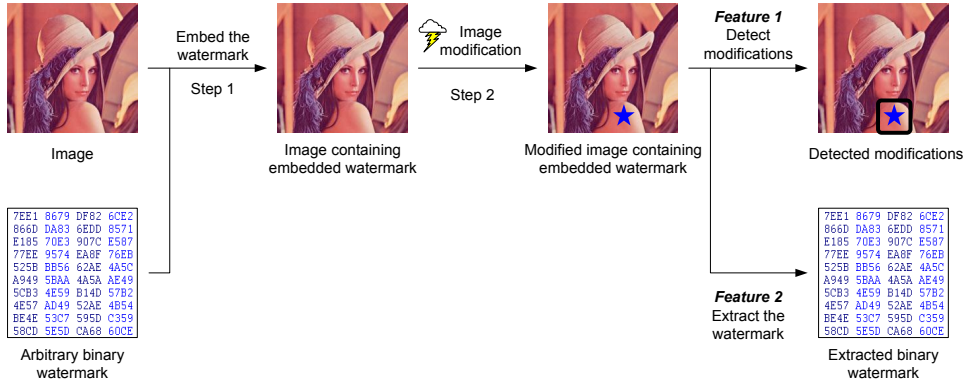 Embed the
watermark
Step 1
Image
modification
Step 2
Feature 1
Detect
modifications
Image
Image containing
embedded watermark
Modified image containing
embedded watermark
Detected modifications
7EE1 8679 DF82 6CE2
866D DA83 6EDD 8571
E185 70E3 907C E587
77EE 9574 EA8F 76EB
525B BB56 62AE 4A5C
A949 5BAA 4A5A AE49
5CB3 4E59 B14D 57B2
4E57 AD49 52AE 4B54
BE4E 53C7 595D C359
58CD 5E5D CA68 60CE
Arbitrary binary
watermark
Feature 2
Extract the
watermark
7EE1 8679 DF82 6CE2
866D DA83 6EDD 8571
E185 70E3 907C E587
77EE 9574 EA8F 76EB
525B BB56 62AE 4A5C
A949 5BAA 4A5A AE49
5CB3 4E59 B14D 57B2
4E57 AD49 52AE 4B54
BE4E 53C7 595D C359
58CD 5E5D CA68 60CE
Extracted binary
watermark